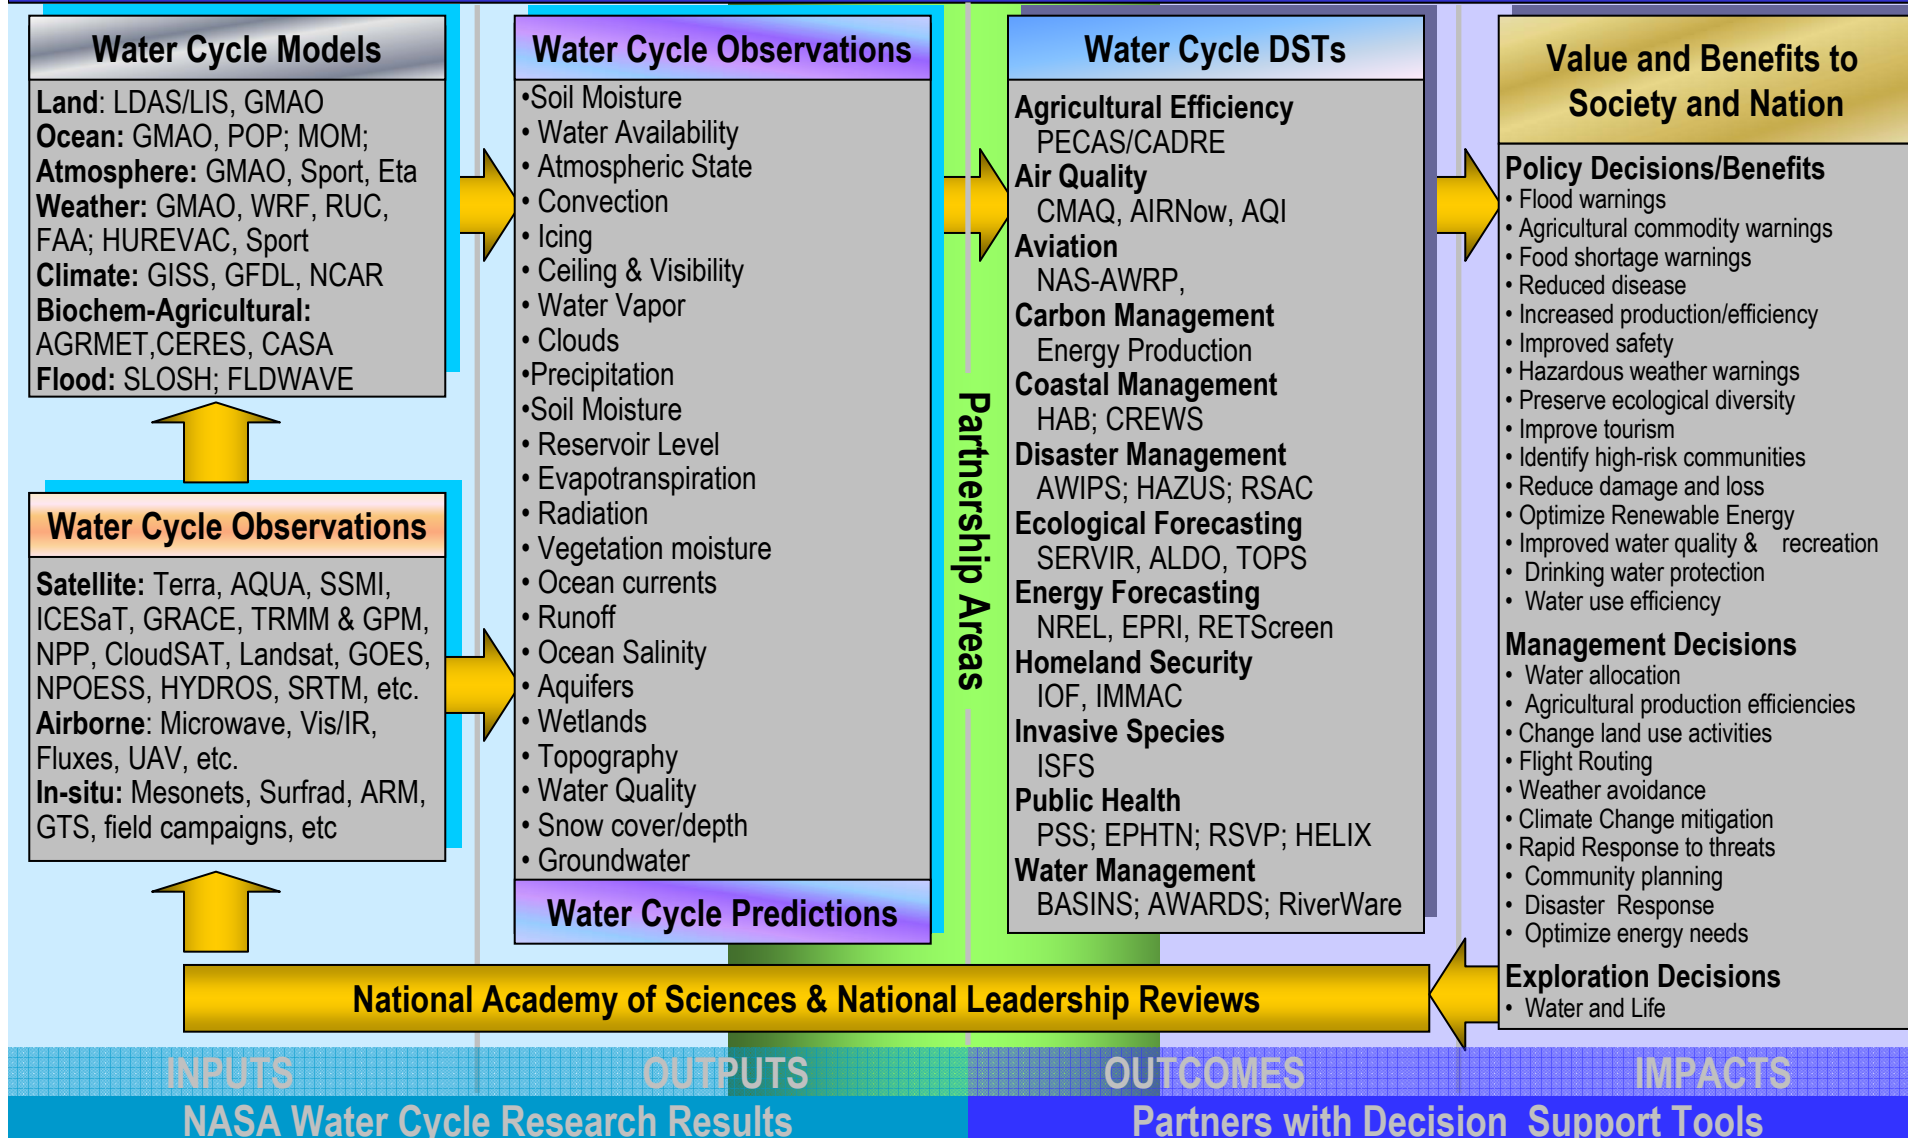 Water Cycle Models
Land: LDAS/LIS, GMAO
Ocean: GMAO, POP; MOM;
Atmosphere: GMAO, Sport, Eta
Weather: GMAO, WRF, RUC,
FAA; HUREVAC, Sport
Climate: GISS, GFDL, NCAR
Biochem-Agricultural:
AGRMET,CERES, CASA
Flood: SLOSH; FLDWAVE
Water Cycle Observations
Satellite: Terra, AQUA, SSMI,
ICESaT, GRACE, TRMM & GPM,
NPP, CloudSAT, Landsat, GOES,
NPOESS, HYDROS, SRTM, etc.
Airborne: Microwave, Vis/IR,
Fluxes, UAV, etc.
In-situ: Mesonets, Surfrad, ARM,
GTS, field campaigns, etc
Water Cycle Observations
•Soil Moisture
• Water Availability
• Atmospheric State
• Convection
• Icing
• Ceiling & Visibility
• Water Vapor
• Clouds
•Precipitation
•Soil Moisture
• Reservoir Level
• Evapotranspiration
• Radiation
• Vegetation moisture
• Ocean currents
• Runoff
• Ocean Salinity
• Aquifers
• Wetlands
• Topography
• Water Quality
• Snow cover/depth
• Groundwater
Water Cycle Predictions
Partnership Areas
Water Cycle DSTs
Agricultural Efficiency
PECAS/CADRE
Air Quality
CMAQ, AIRNow, AQI
Aviation
NAS-AWRP,
Carbon Management
Energy Production
Coastal Management
HAB; CREWS
Disaster Management
AWIPS; HAZUS; RSAC
Ecological Forecasting
SERVIR, ALDO, TOPS
Energy Forecasting
NREL, EPRI, RETScreen
Homeland Security
IOF, IMMAC
Invasive Species
ISFS
Public Health
PSS; EPHTN; RSVP; HELIX
Water Management
BASINS; AWARDS; RiverWare
Value and Benefits to
Society and Nation
Policy Decisions/Benefits
• Flood warnings
• Agricultural commodity warnings
• Food shortage warnings
• Reduced disease
• Increased production/efficiency
• Improved safety
• Hazardous weather warnings
• Preserve ecological diversity
• Improve tourism
• Identify high-risk communities
• Reduce damage and loss
• Optimize Renewable Energy
• Improved water quality & recreation
• Drinking water protection
• Water use efficiency
Management Decisions
• Water allocation
• Agricultural production efficiencies
• Change land use activities
• Flight Routing
• Weather avoidance
• Climate Change mitigation
• Rapid Response to threats
• Community planning
• Disaster Response
• Optimize energy needs
Exploration Decisions
• Water and Life
National Academy of Sciences & National Leadership Reviews
INPUTS
OUTPUTS
OUTCOMES
IMPACTS
NASA Water Cycle Research Results
Partners with Decision Support Tools